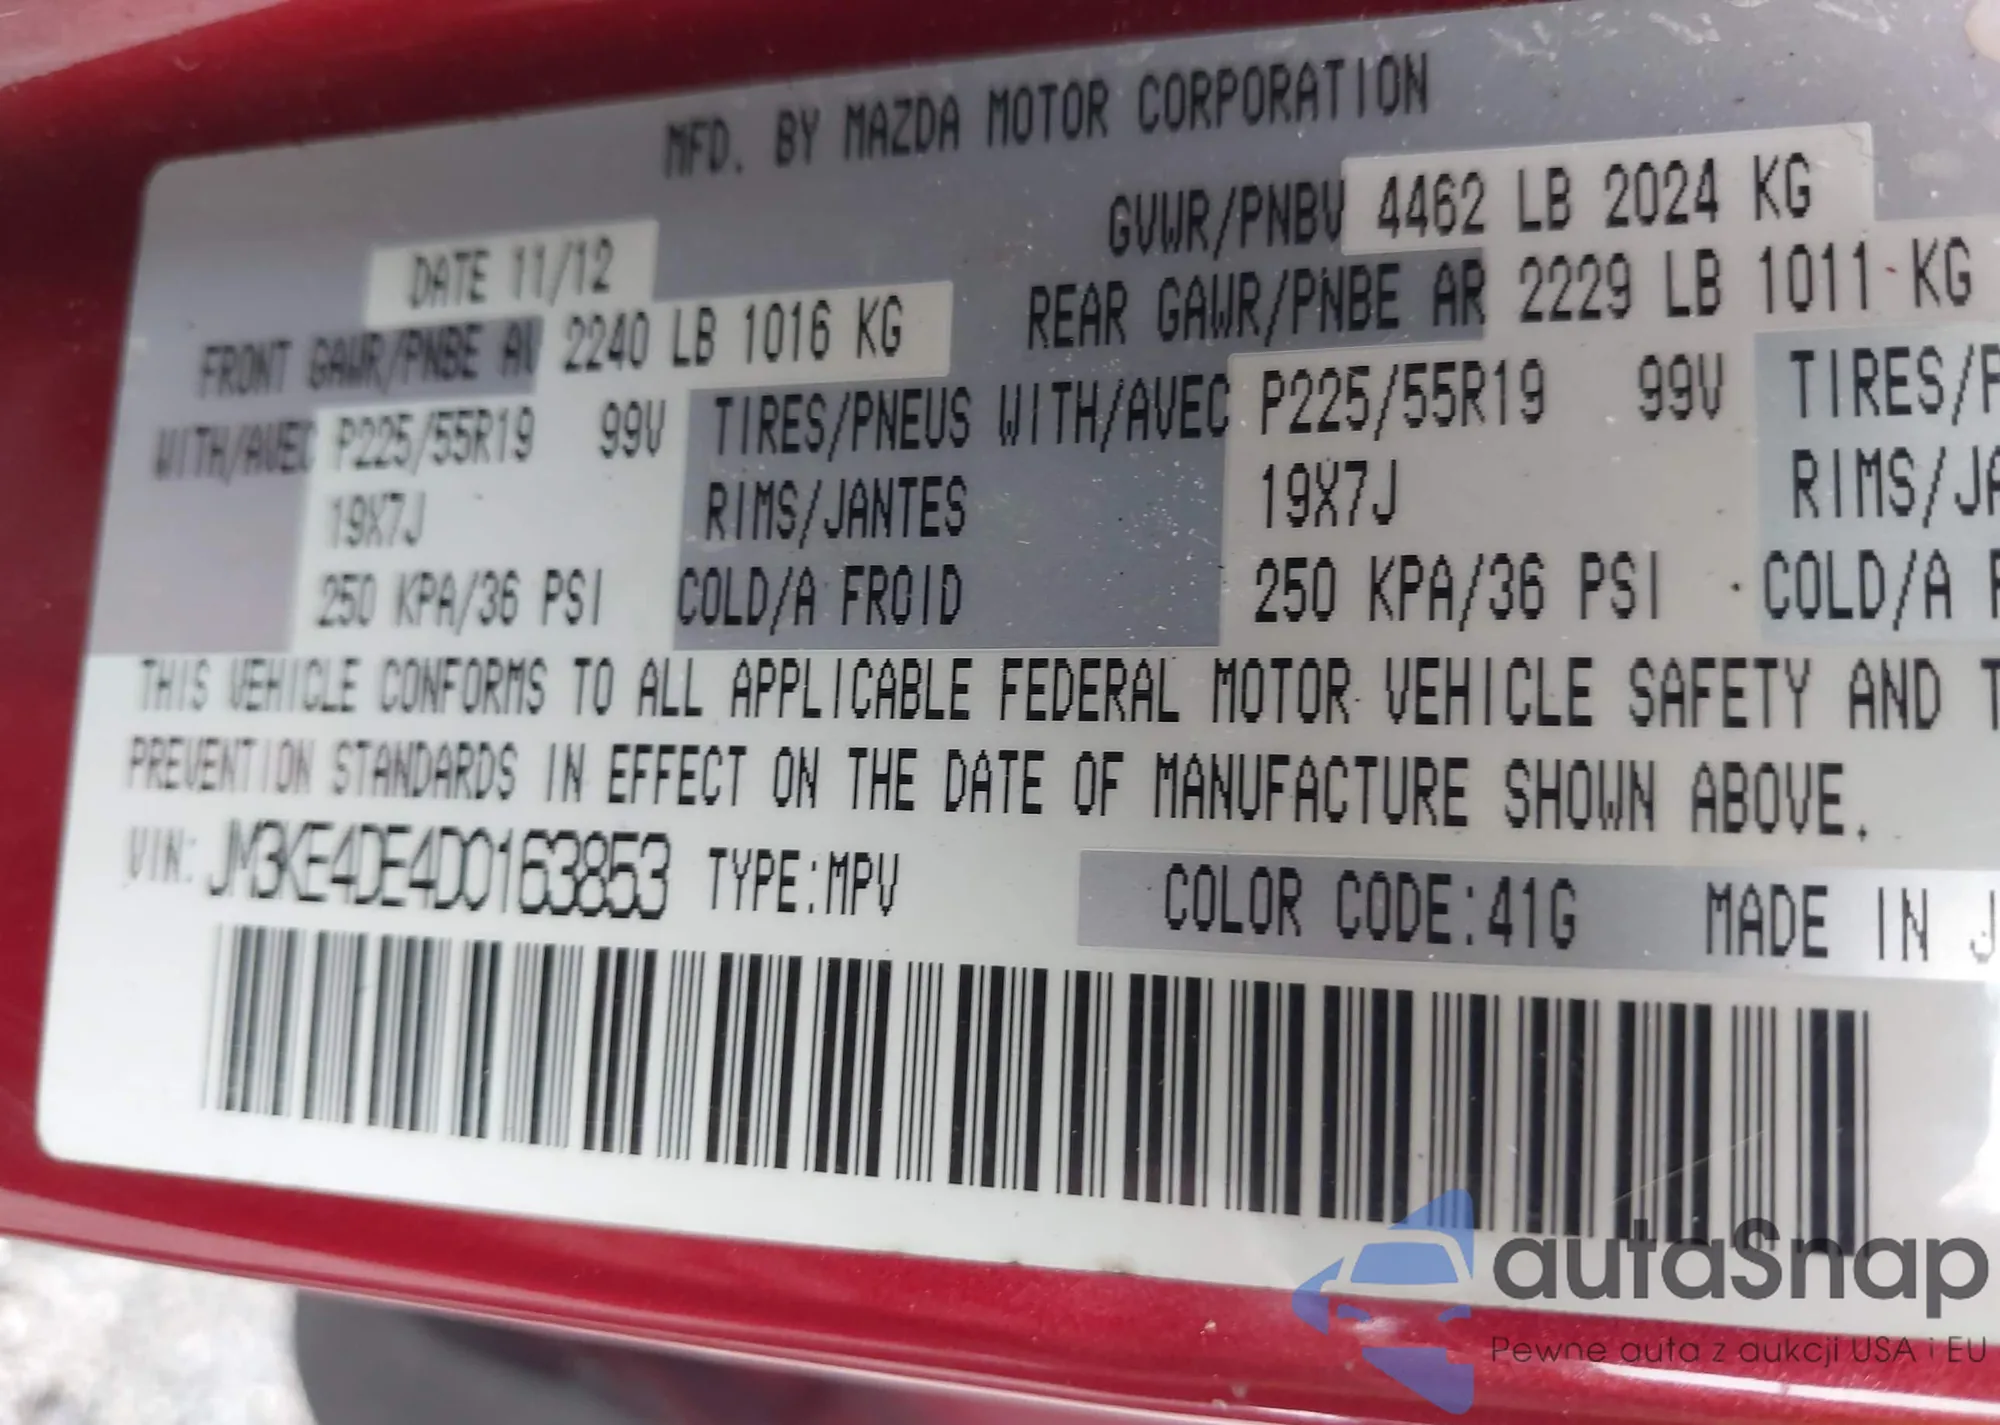 MFD. BY MAZDA MOTOR CORPORATION
DATE 11/12 GVWR/PNBV 4462 LB 2024 KG
FRONT GAWR/PNBE AV 2240 LB 1016 KG REAR GAWR/PNBE AR 2229 LB 1011 KG
WITH/AVEC P225/55R19 99V TIRES/PNEUS WITH/AVEC P225/55R19 99V TIRES/P
19X7J RIMS/JANTES 19X7J RIMS/JA
250 KPA/36 PSI COLD/A FROID 250 KPA/36 PSI COLD/A F
THIS VEHICLE CONFORMS TO ALL APPLICABLE FEDERAL MOTOR VEHICLE SAFETY AND T
PREVENTION STANDARDS IN EFFECT ON THE DATE OF MANUFACTURE SHOWN ABOVE.
VIN: JM3KE4DE4D0163853 TYPE:MPV COLOR CODE:41G MADE IN J
autaSnap
Pewne auta z aukcji USA i EU